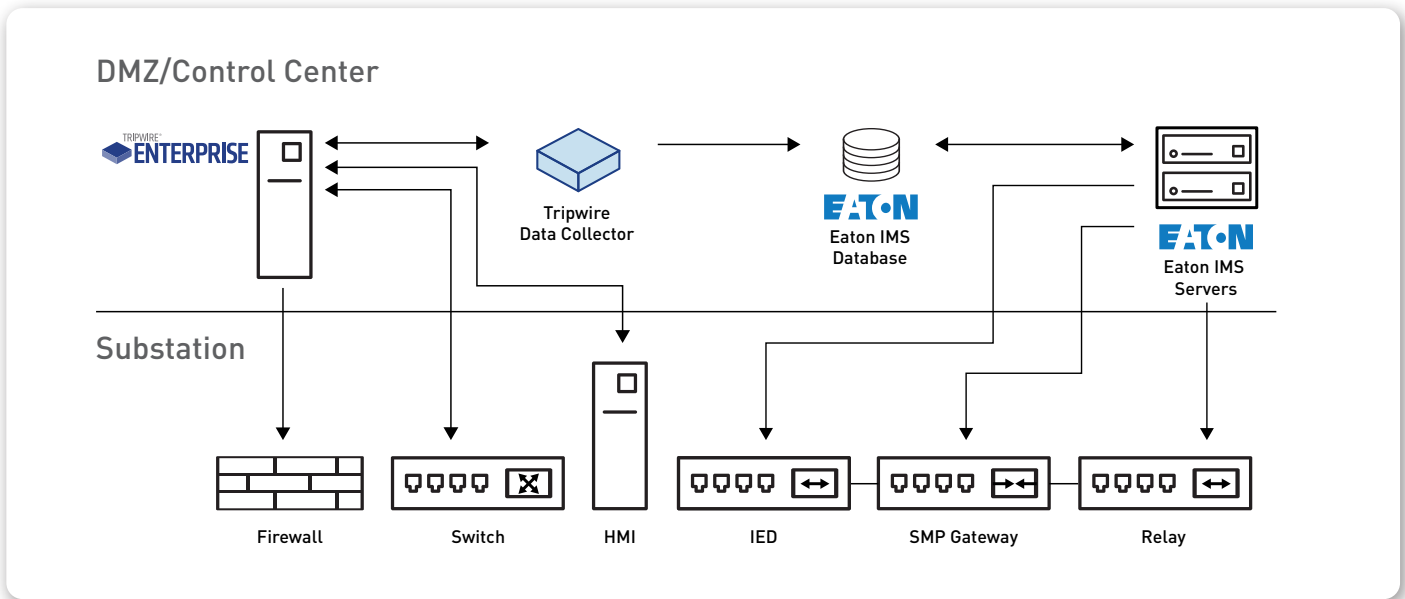 DMZ/Control Center
TRIPWIRE
ENTERPRISE
Tripwire
Data Collector
EATON
Eaton IMS
Database
EATON
Eaton IMS
Servers
Substation
Firewall
Switch
HMI
IED
SMP Gateway
Relay